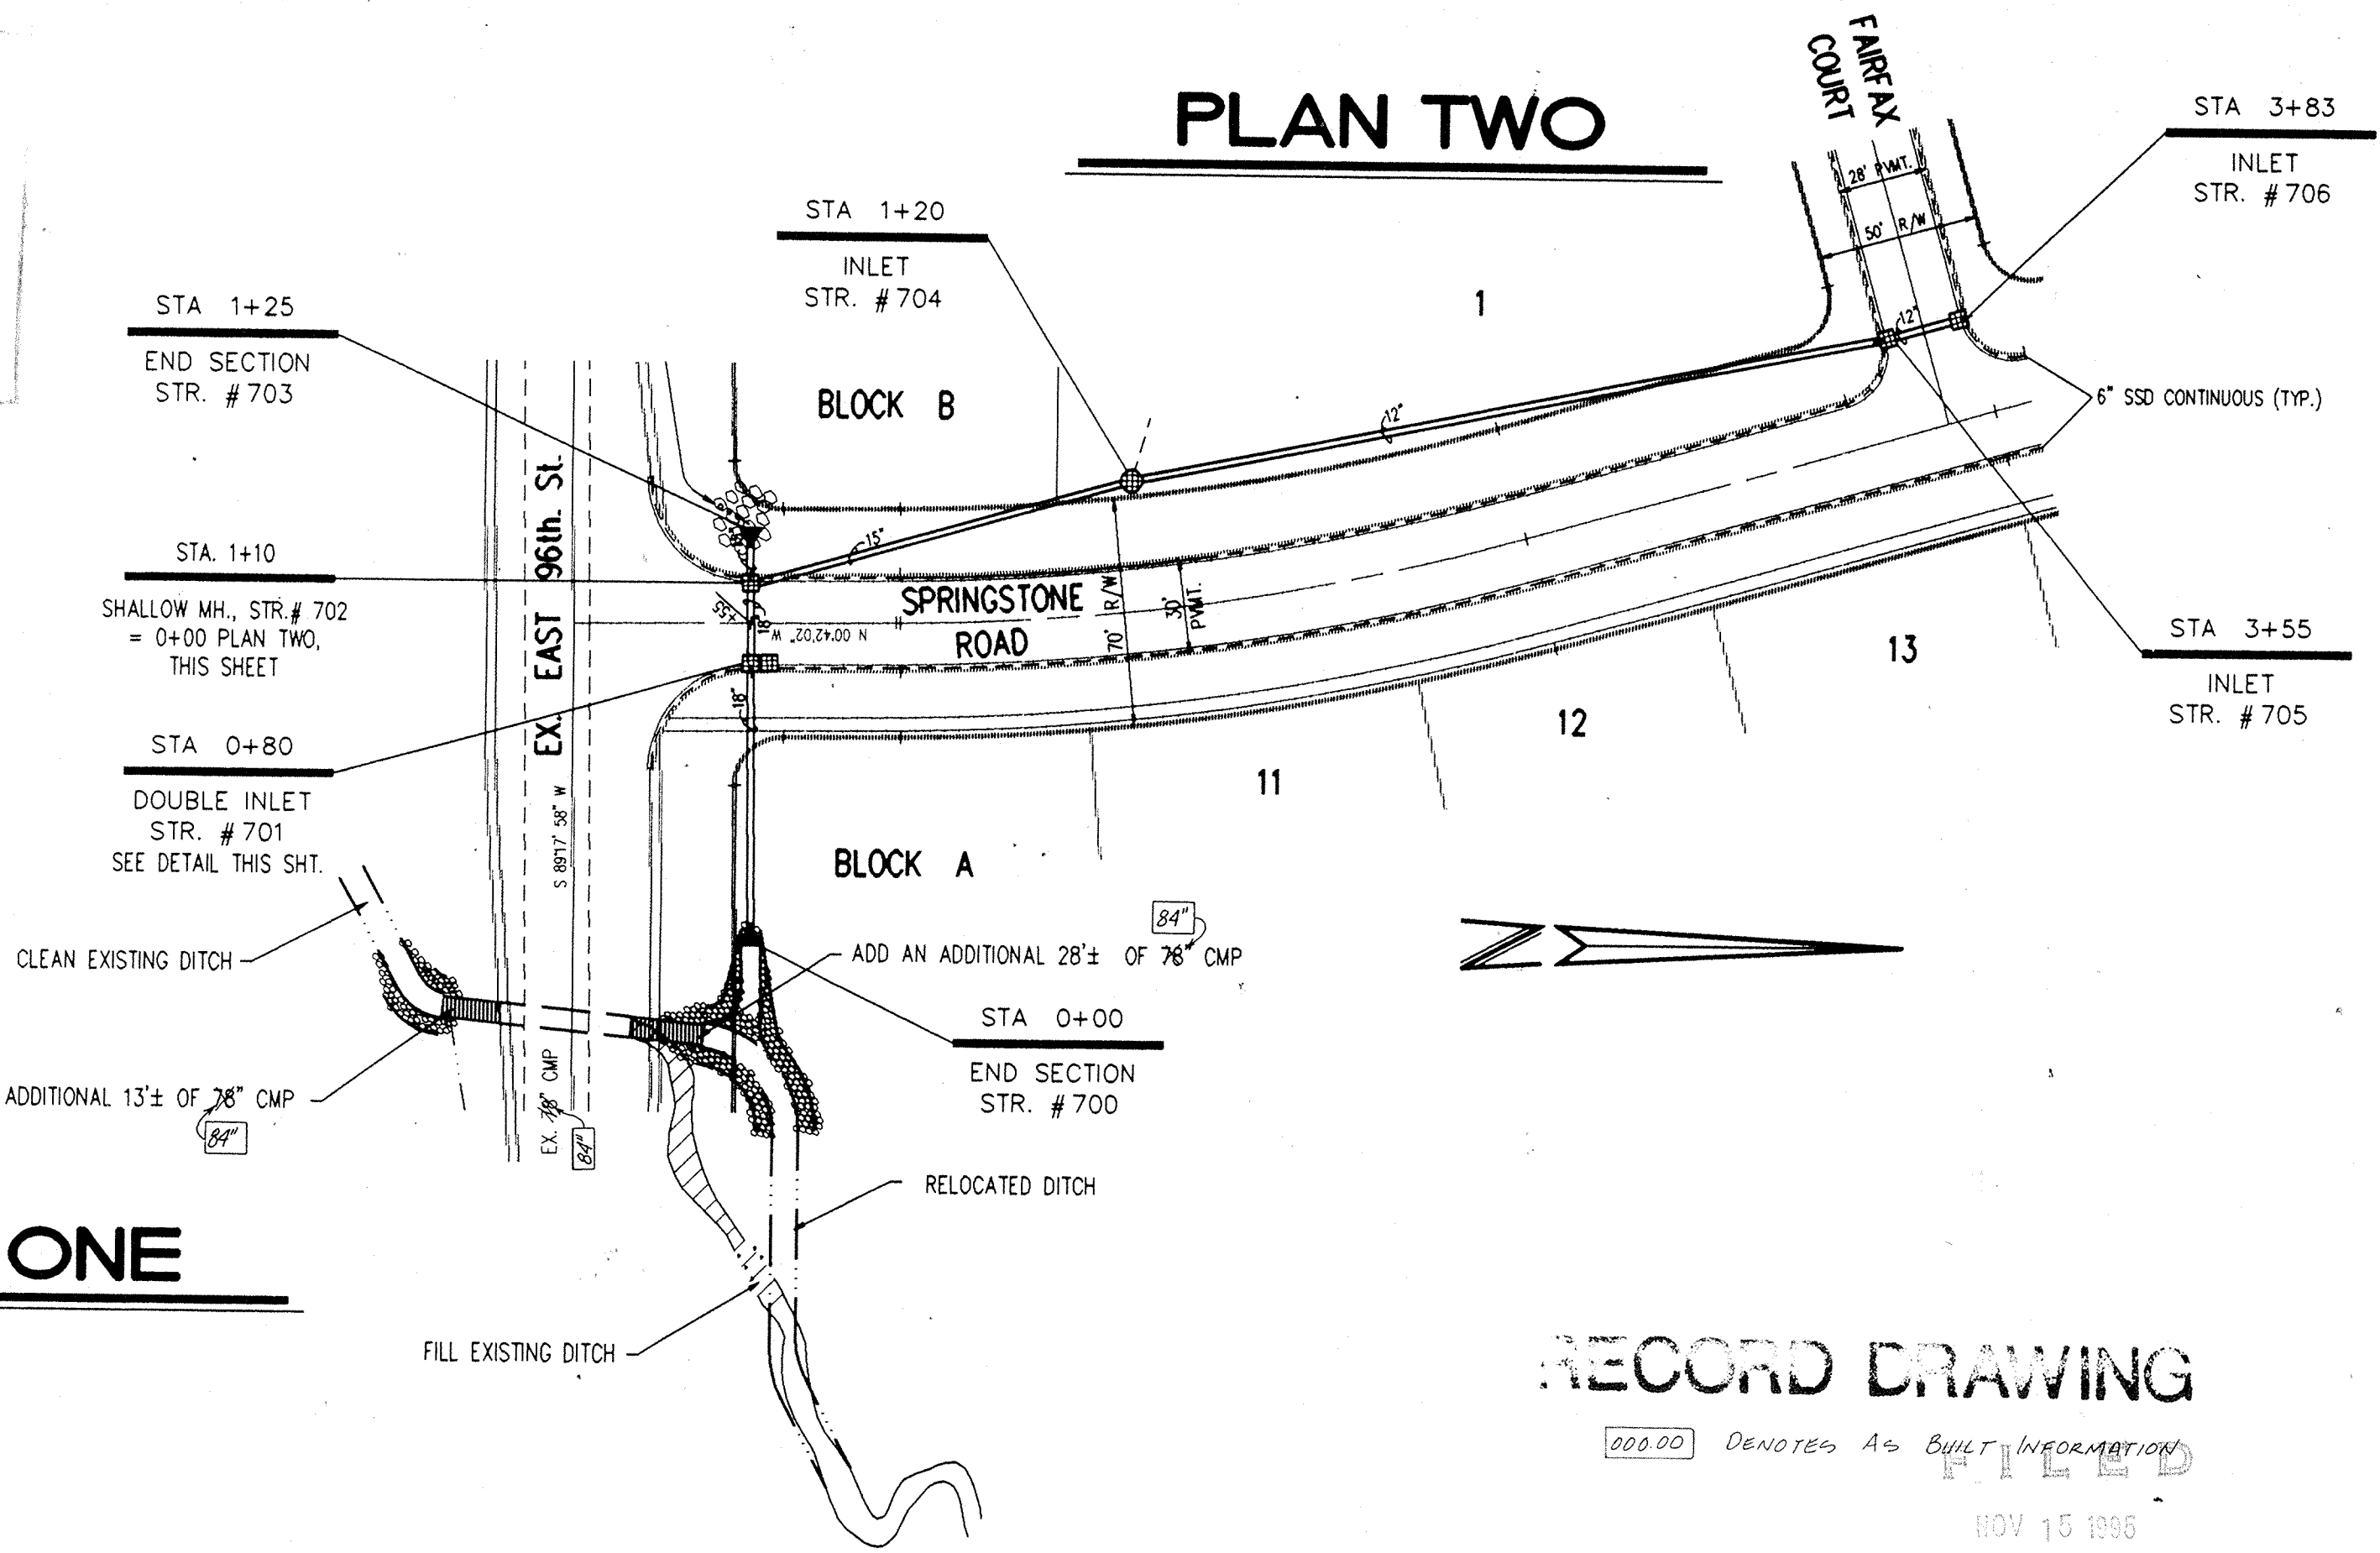 PLAN TWO
FAIRFAX
COURT
STA 3+83
INLET
STR. #706
28' PVMT.
50' R/W
STA 1+20
INLET
STR. #704
1
STA 1+25
END SECTION
STR. #703
BLOCK B
12"
12"
6" SSD CONTINUOUS (TYP.)
EX. EAST 96th. St.
15"
STA. 1+10
SHALLOW MH., STR.# 702
= 0+00 PLAN TWO,
THIS SHEET
SPRINGSTONE
ROAD
N 00°42'02" W
+55
18"
70' R/W
30'
PVMT.
STA 3+55
INLET
STR. #705
13
12
11
18"
STA 0+80
DOUBLE INLET
STR. #701
SEE DETAIL THIS SHT.
S 89°17' 58" W
BLOCK A
84"
ADD AN ADDITIONAL 28'± OF 78" CMP
CLEAN EXISTING DITCH
STA 0+00
END SECTION
STR. #700
ADDITIONAL 13'± OF 78" CMP
84"
EX. 78" CMP
84"
RELOCATED DITCH
ONE
FILL EXISTING DITCH
RECORD DRAWING
000.00 DENOTES AS BUILT INFORMATION
FILED
NOV 15 1995